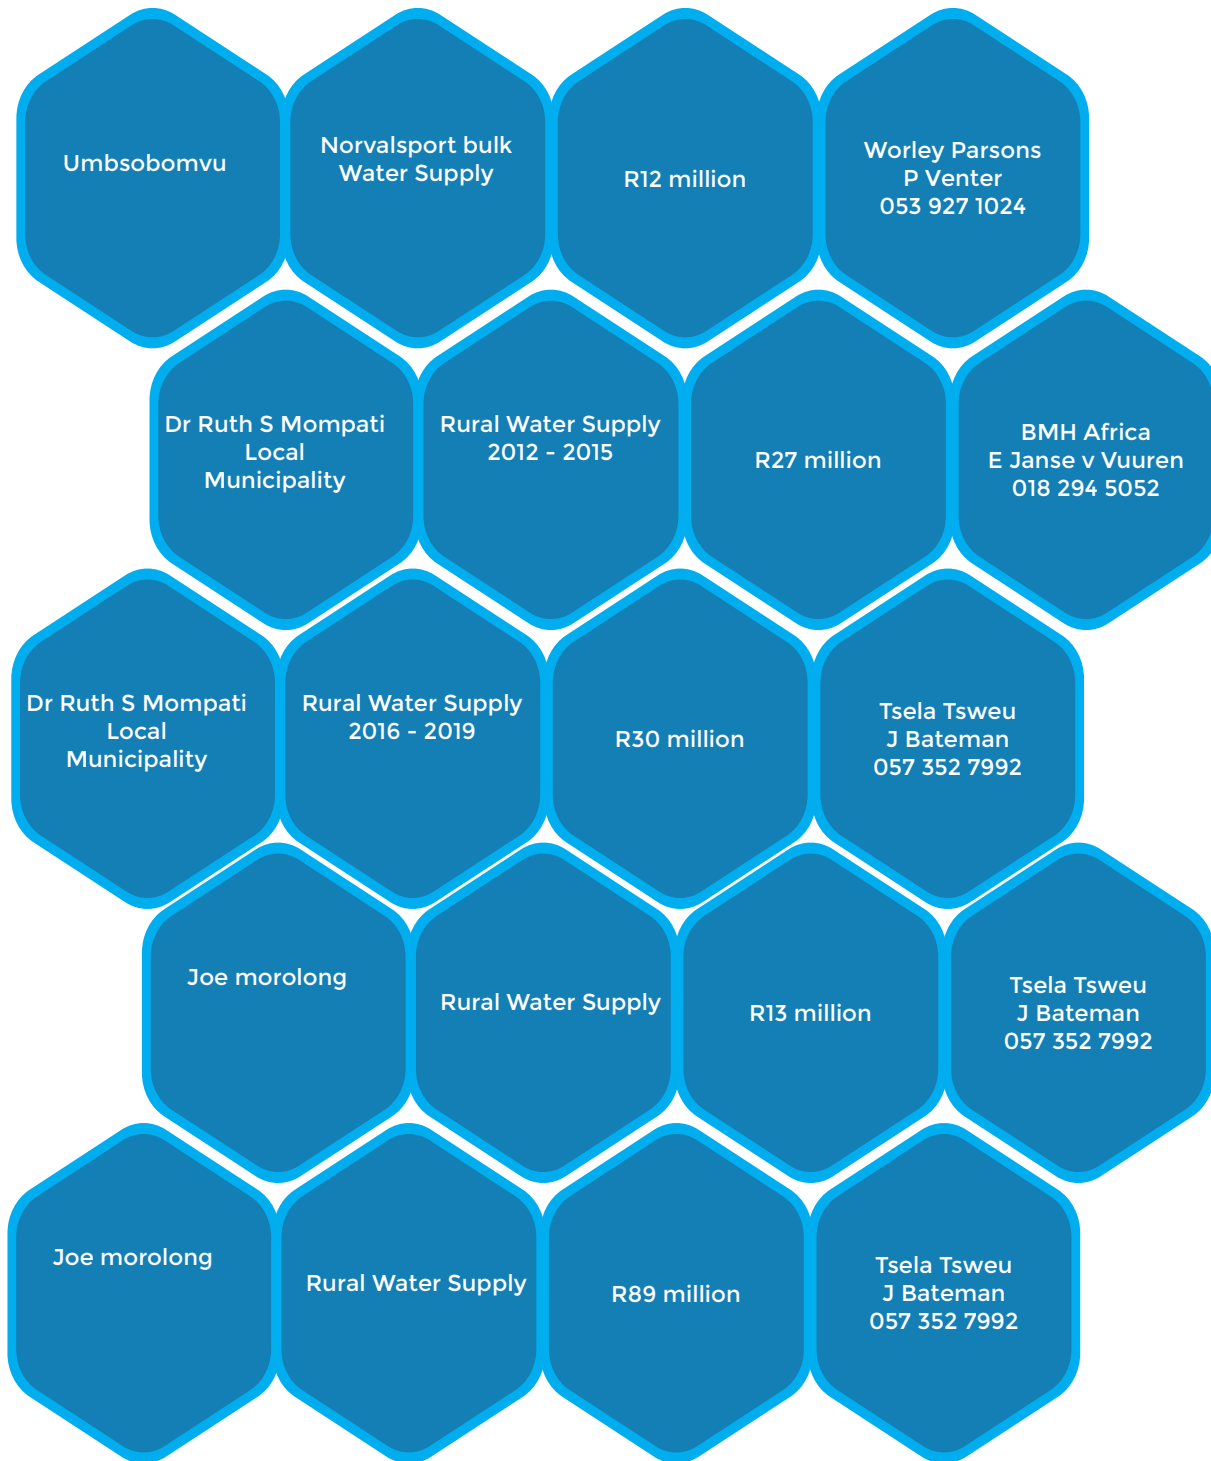 Umbsobomvu
Norvalsport bulk
Water Supply
R12 million
Worley Parsons
P Venter
053 927 1024
Dr Ruth S Mompati
Local
Municipality
Rural Water Supply
2012 - 2015
R27 million
BMH Africa
E Janse v Vuuren
018 294 5052
Dr Ruth S Mompati
Local
Municipality
Rural Water Supply
2016 - 2019
R30 million
Tsela Tsweu
J Bateman
057 352 7992
Joe morolong
Rural Water Supply
R13 million
Tsela Tsweu
J Bateman
057 352 7992
Joe morolong
Rural Water Supply
R89 million
Tsela Tsweu
J Bateman
057 352 7992